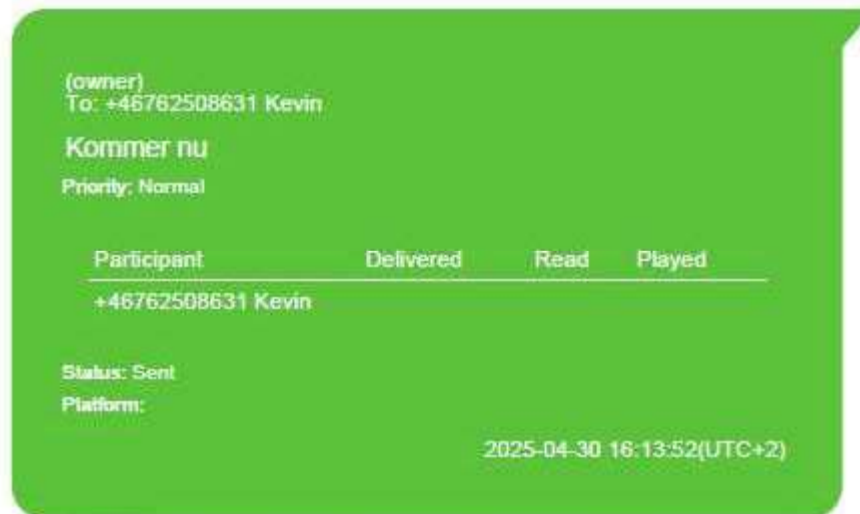 (owner)
To: +46762508631 Kevin
Kommer nu
Priority: Normal
Participant Delivered Read Played
+46762508631 Kevin
Status: Sent
Platform:
2025-04-30 16:13:52(UTC+2)